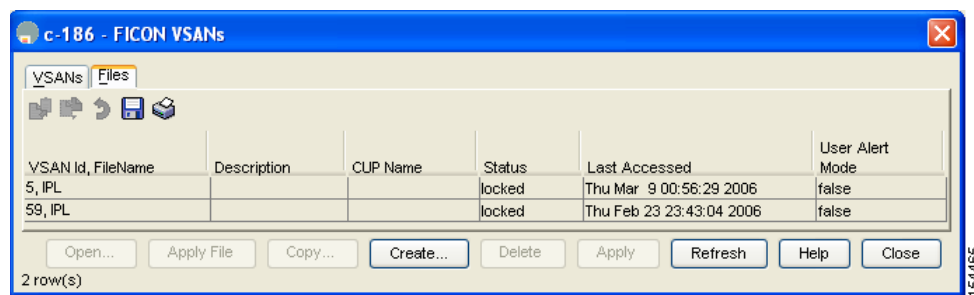 c-186 - FICON VSANs
VSANs Files
User Alert
VSAN Id, FileName Description CUP Name Status Last Accessed Mode
5, IPL locked Thu Mar 9 00:56:29 2006 false
59, IPL locked Thu Feb 23 23:43:04 2006 false
Open... Apply File Copy... Create... Delete Apply Refresh Help Close
2 row(s)
154465